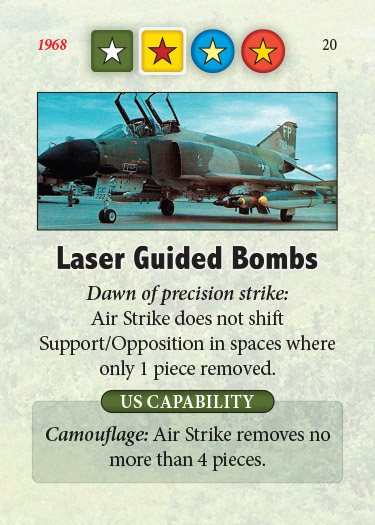 1968
20
FP
Laser Guided Bombs
Dawn of precision strike:
Air Strike does not shift
Support/Opposition in spaces where
only 1 piece removed.
US CAPABILITY
Camouflage: Air Strike removes no
more than 4 pieces.